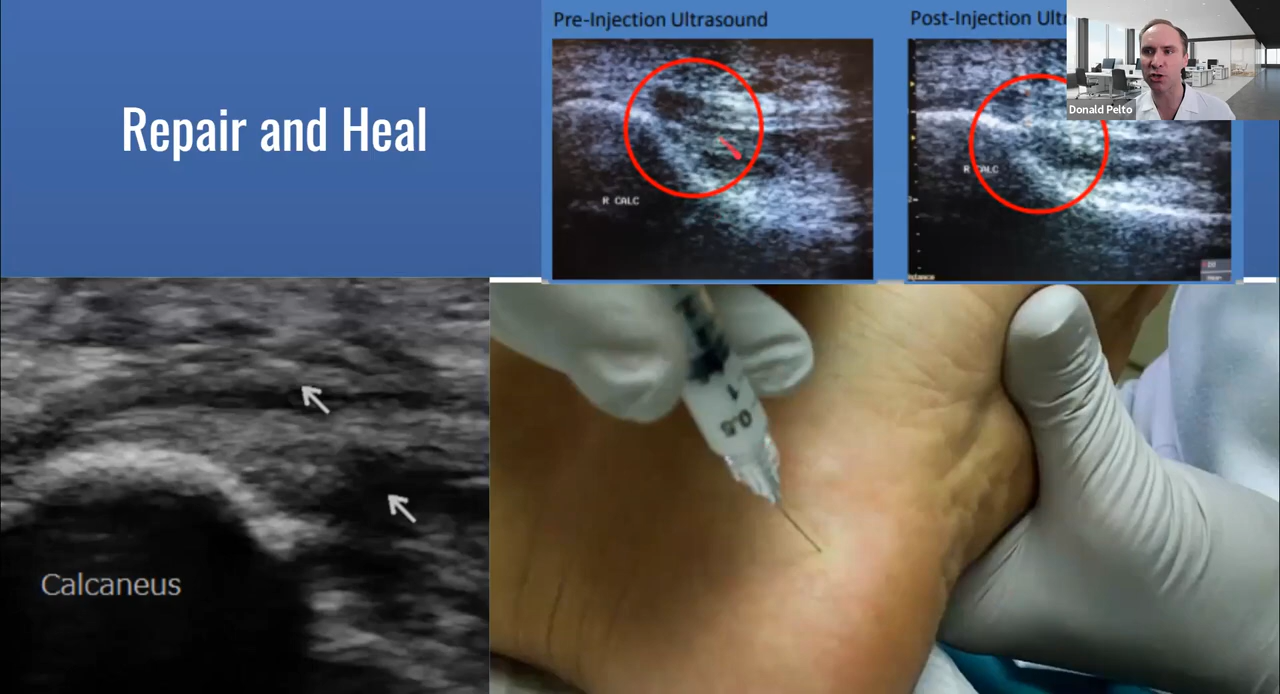 Pre-Injection Ultrasound
Post-Injection Ult
Donald Pelto
Repair and Heal
R CALC
R CALC
0.5
1
Calcaneus